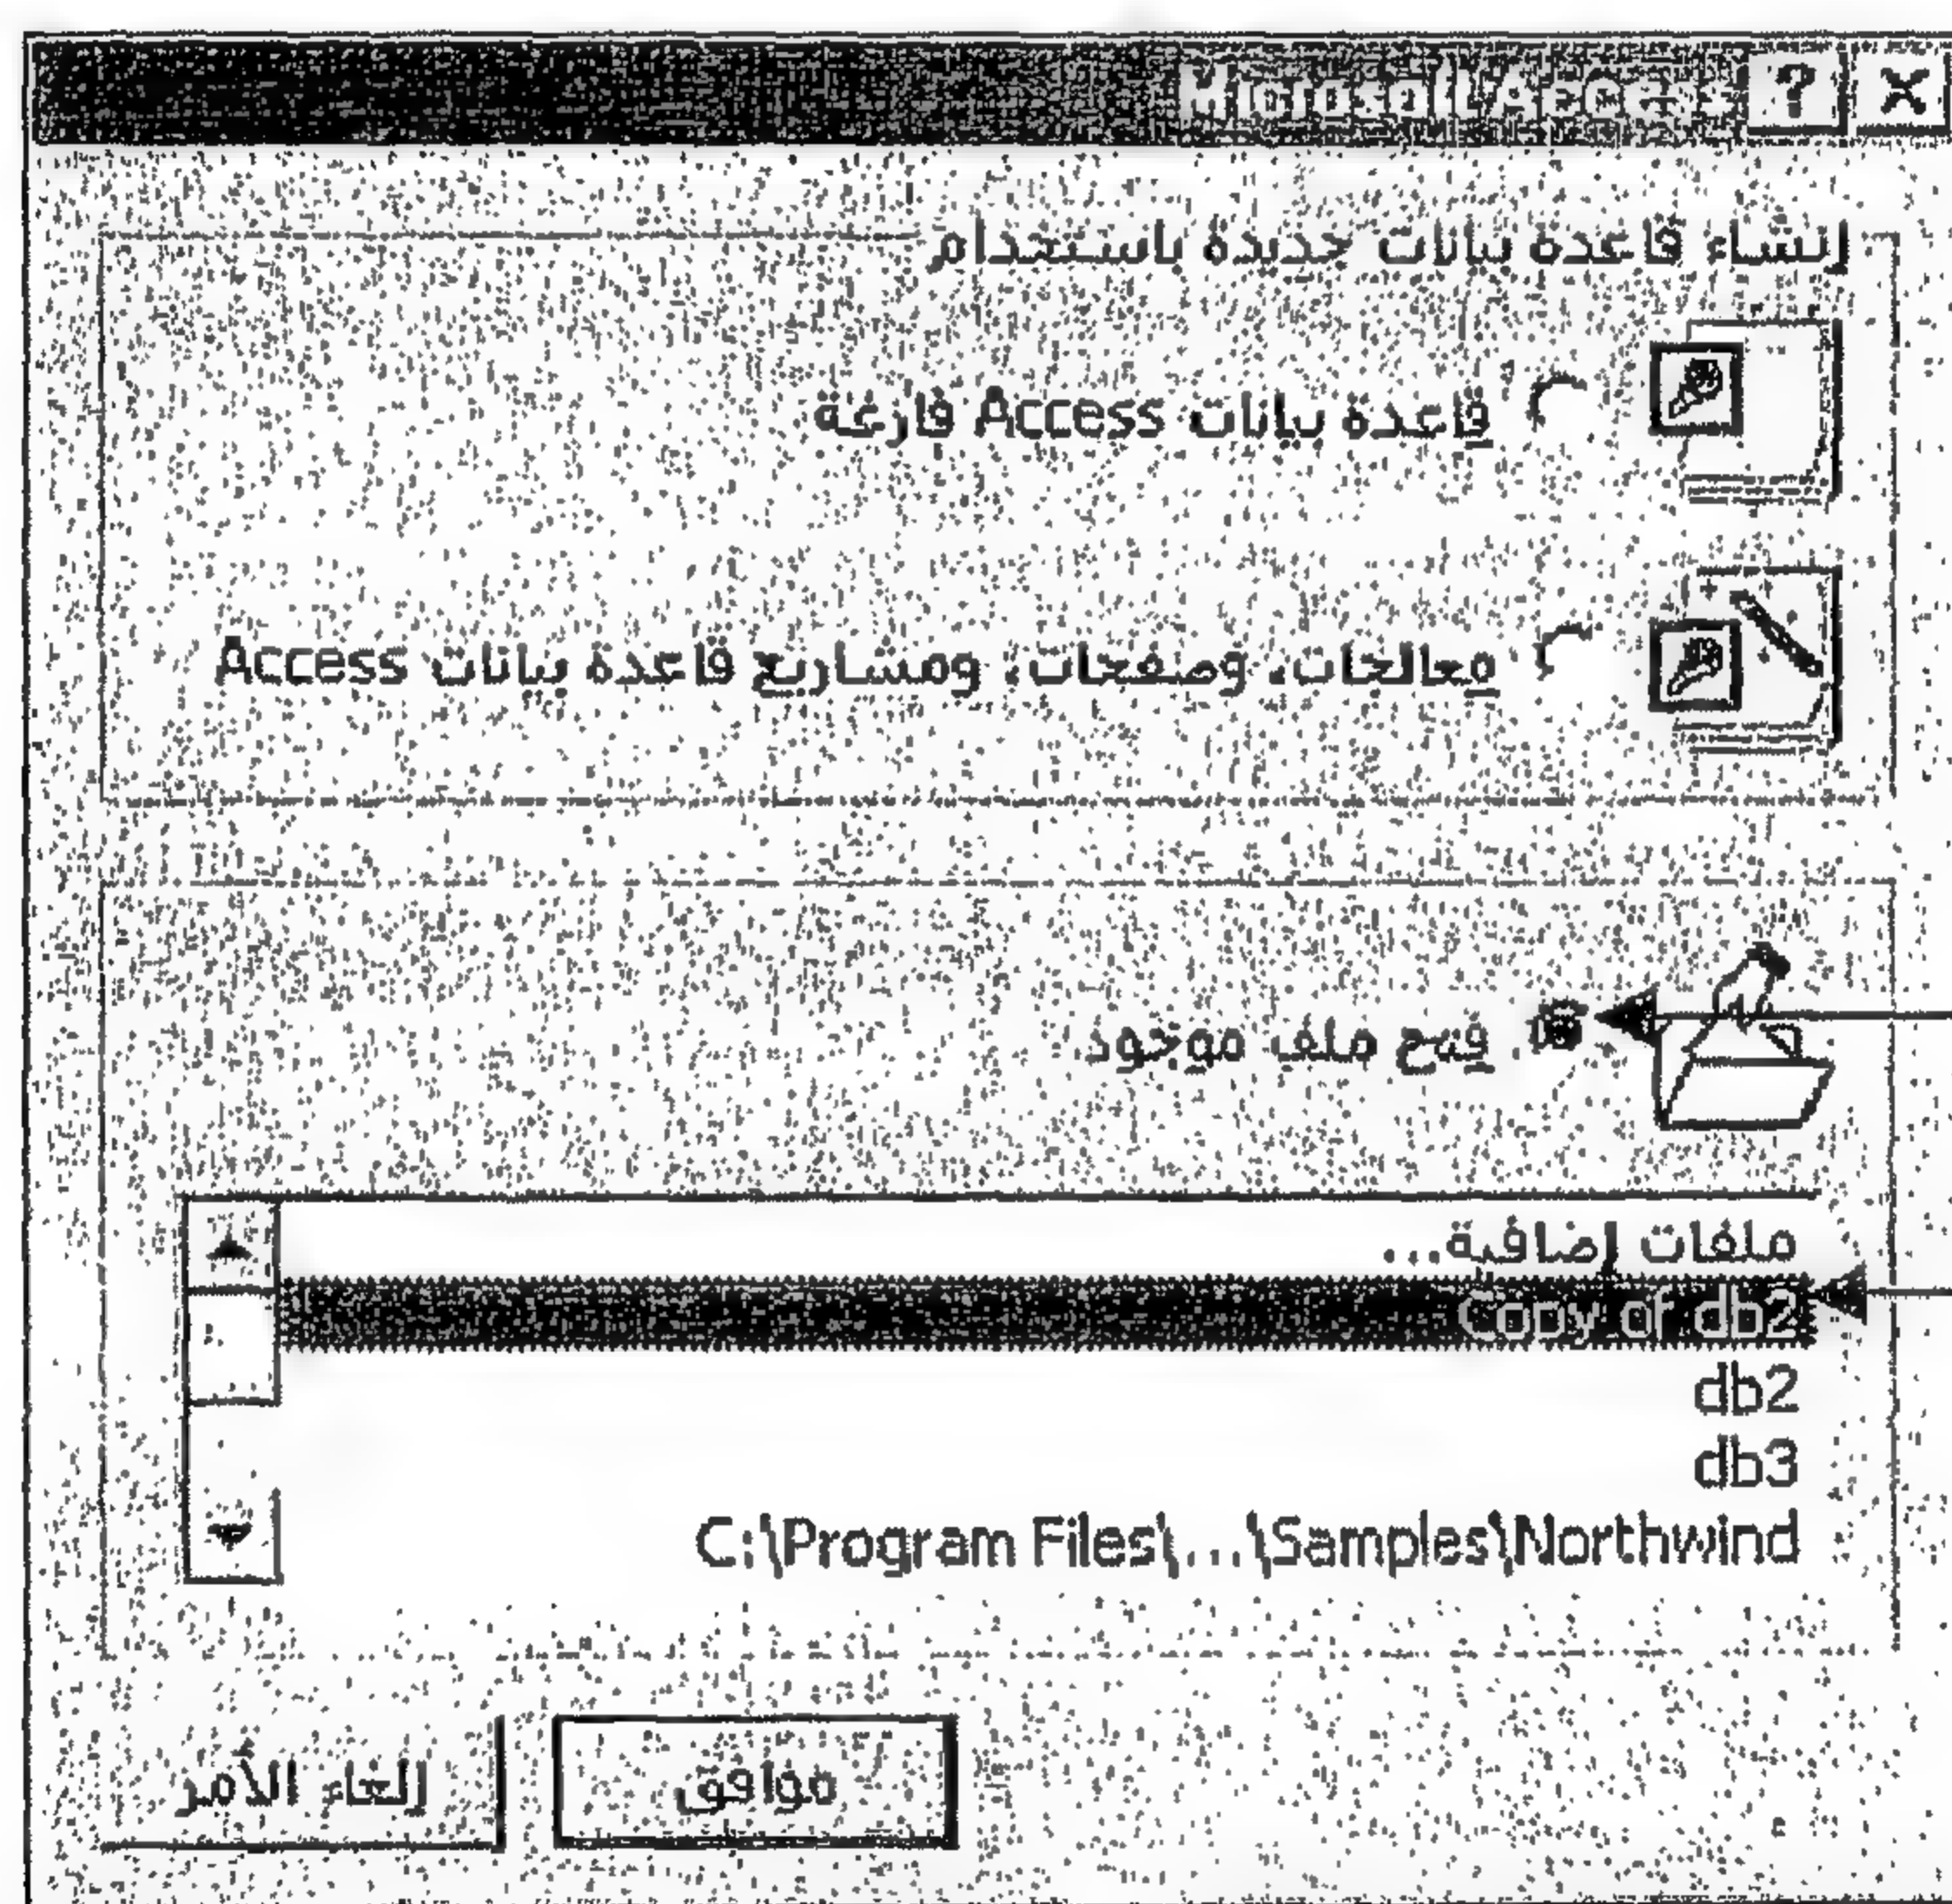 Microsoft Access
إنشاء قاعدة بيانات جديدة باستخدام
قاعدة بيانات Access فارغة
معالجات، وصفحات، ومشاريع قاعدة بيانات Access
فتح ملف موجود
ملفات إضافية...
Copy of db2
db2
db3
C:\Program Files\...\Samples\Northwind
موافق
إلغاء الأمر